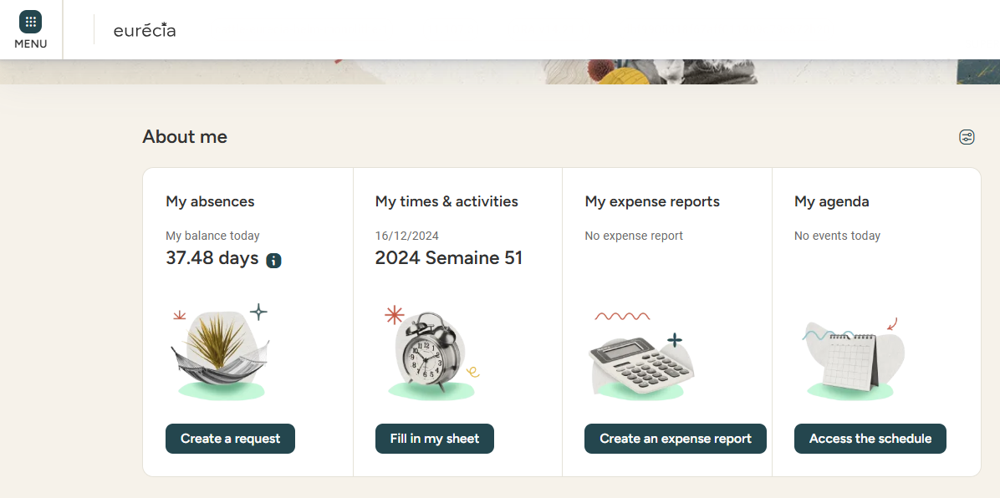 MENU
eurécia
About me
My absences
My balance today
37.48 days
Create a request
My times & activities
16/12/2024
2024 Semaine 51
Fill in my sheet
My expense reports
No expense report
Create an expense report
My agenda
No events today
Access the schedule